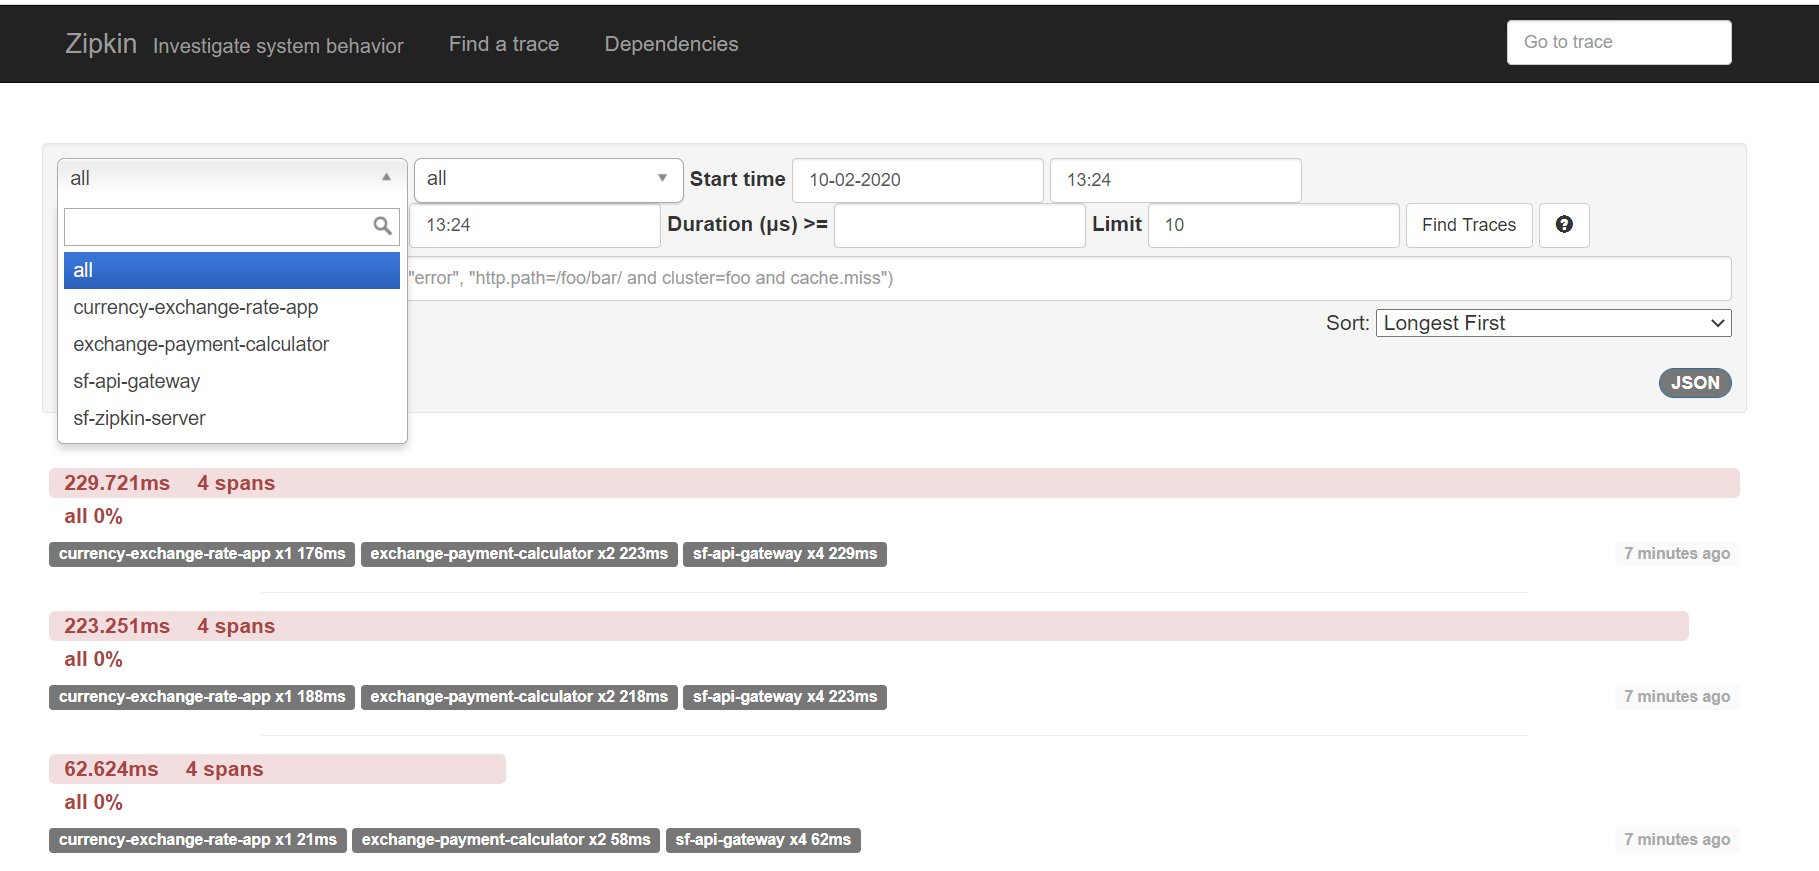 Zipkin Investigate system behavior Find a trace Dependencies Go to trace
all all Start time 10-02-2020 13:24
13:24 Duration (μs) >= Limit 10 Find Traces ?
all
"error", "http.path=/foo/bar/ and cluster=foo and cache.miss")
currency-exchange-rate-app
Sort: Longest First
exchange-payment-calculator
sf-api-gateway
JSON
sf-zipkin-server
229.721ms 4 spans
all 0%
currency-exchange-rate-app x1 176ms exchange-payment-calculator x2 223ms sf-api-gateway x4 229ms 7 minutes ago
223.251ms 4 spans
all 0%
currency-exchange-rate-app x1 188ms exchange-payment-calculator x2 218ms sf-api-gateway x4 223ms 7 minutes ago
62.624ms 4 spans
all 0%
currency-exchange-rate-app x1 21ms exchange-payment-calculator x2 58ms sf-api-gateway x4 62ms 7 minutes ago